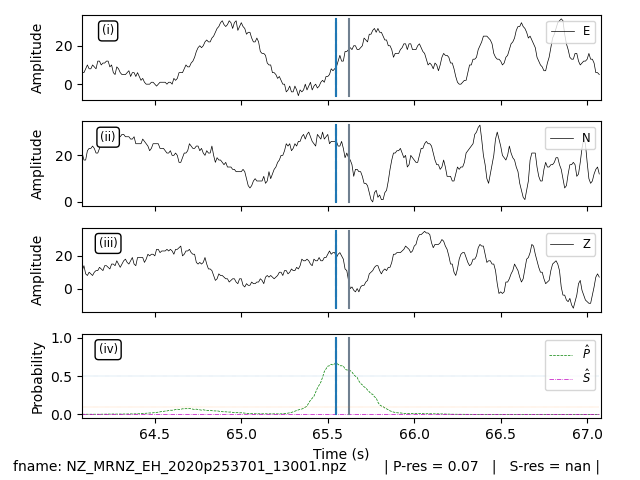 (i)
E
Amplitude
20
0
(ii)
N
Amplitude
20
0
(iii)
Z
Amplitude
20
0
(iv)
P̂
Ŝ
Probability
1.0
0.5
0.0
64.5 65.0 65.5 66.0 66.5 67.0
Time (s)
fname: NZ_MRNZ_EH_2020p253701_13001.npz | P-res = 0.07 | S-res = nan |